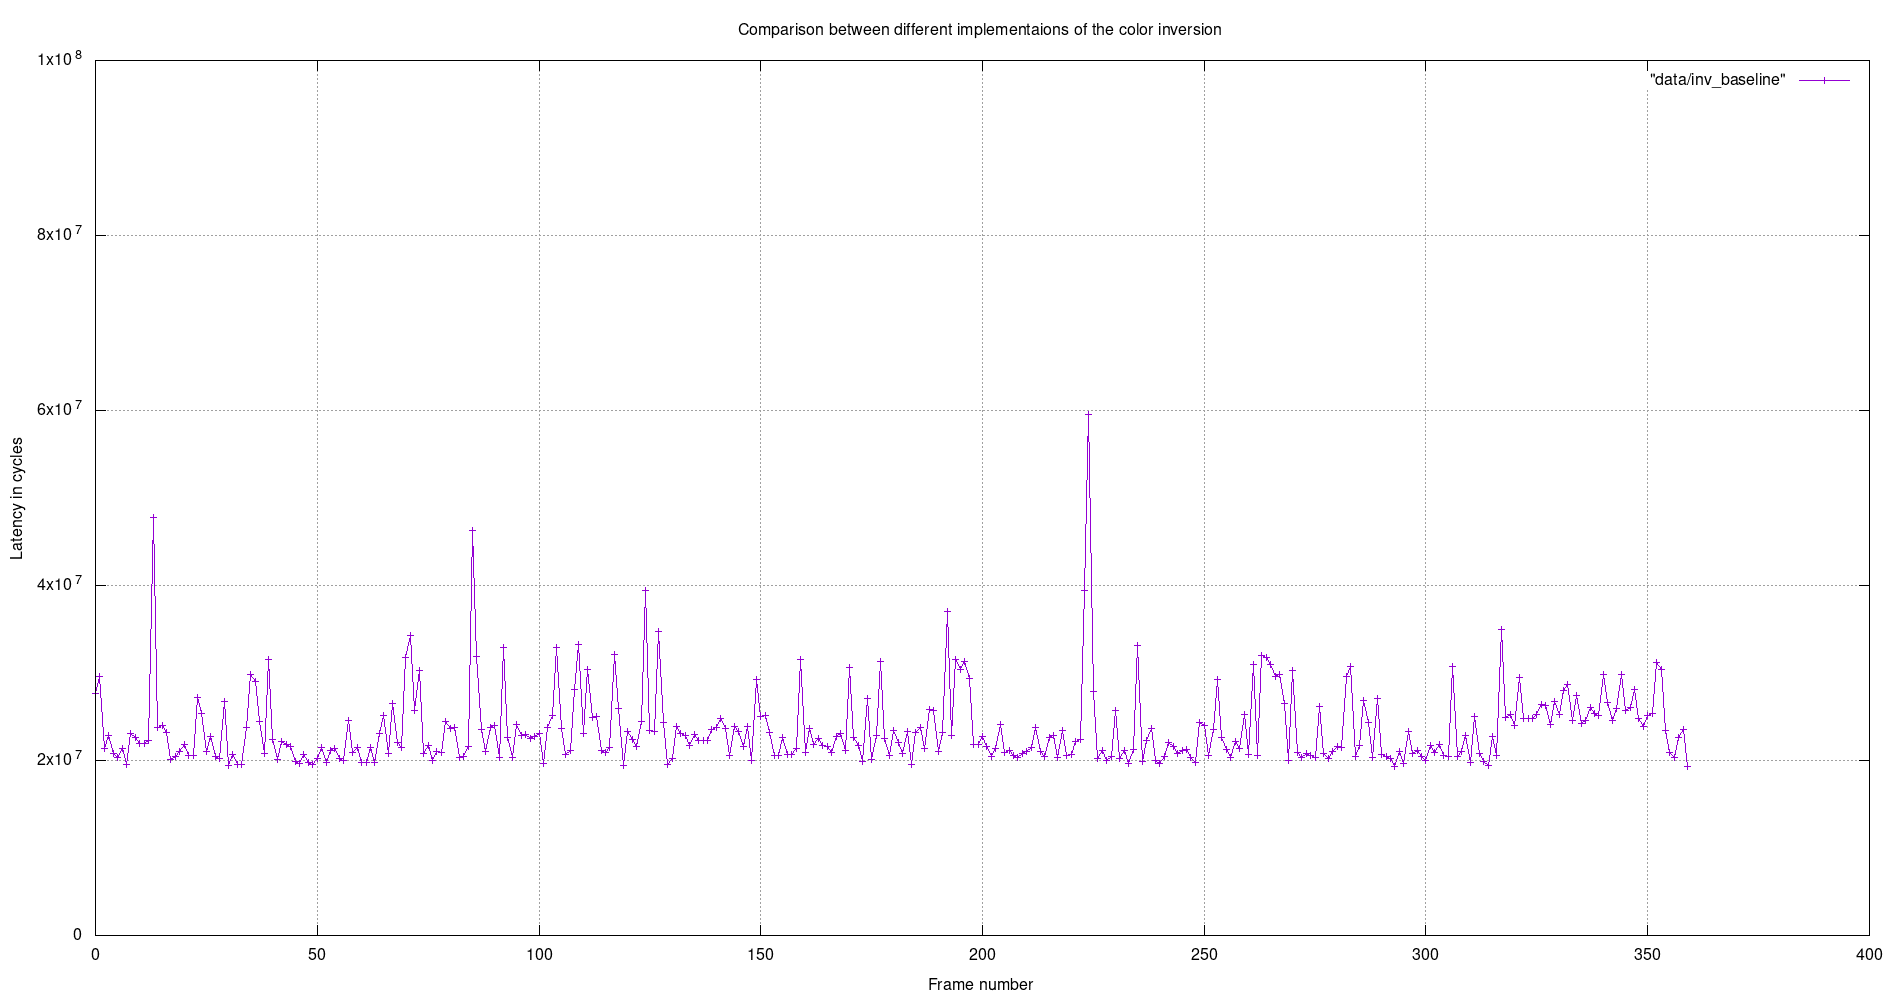 Comparison between different implementaions of the color inversion
1x10^8
"data/inv_baseline"
8x10^7
6x10^7
4x10^7
2x10^7
0
Latency in cycles
0 50 100 150 200 250 300 350 400
Frame number